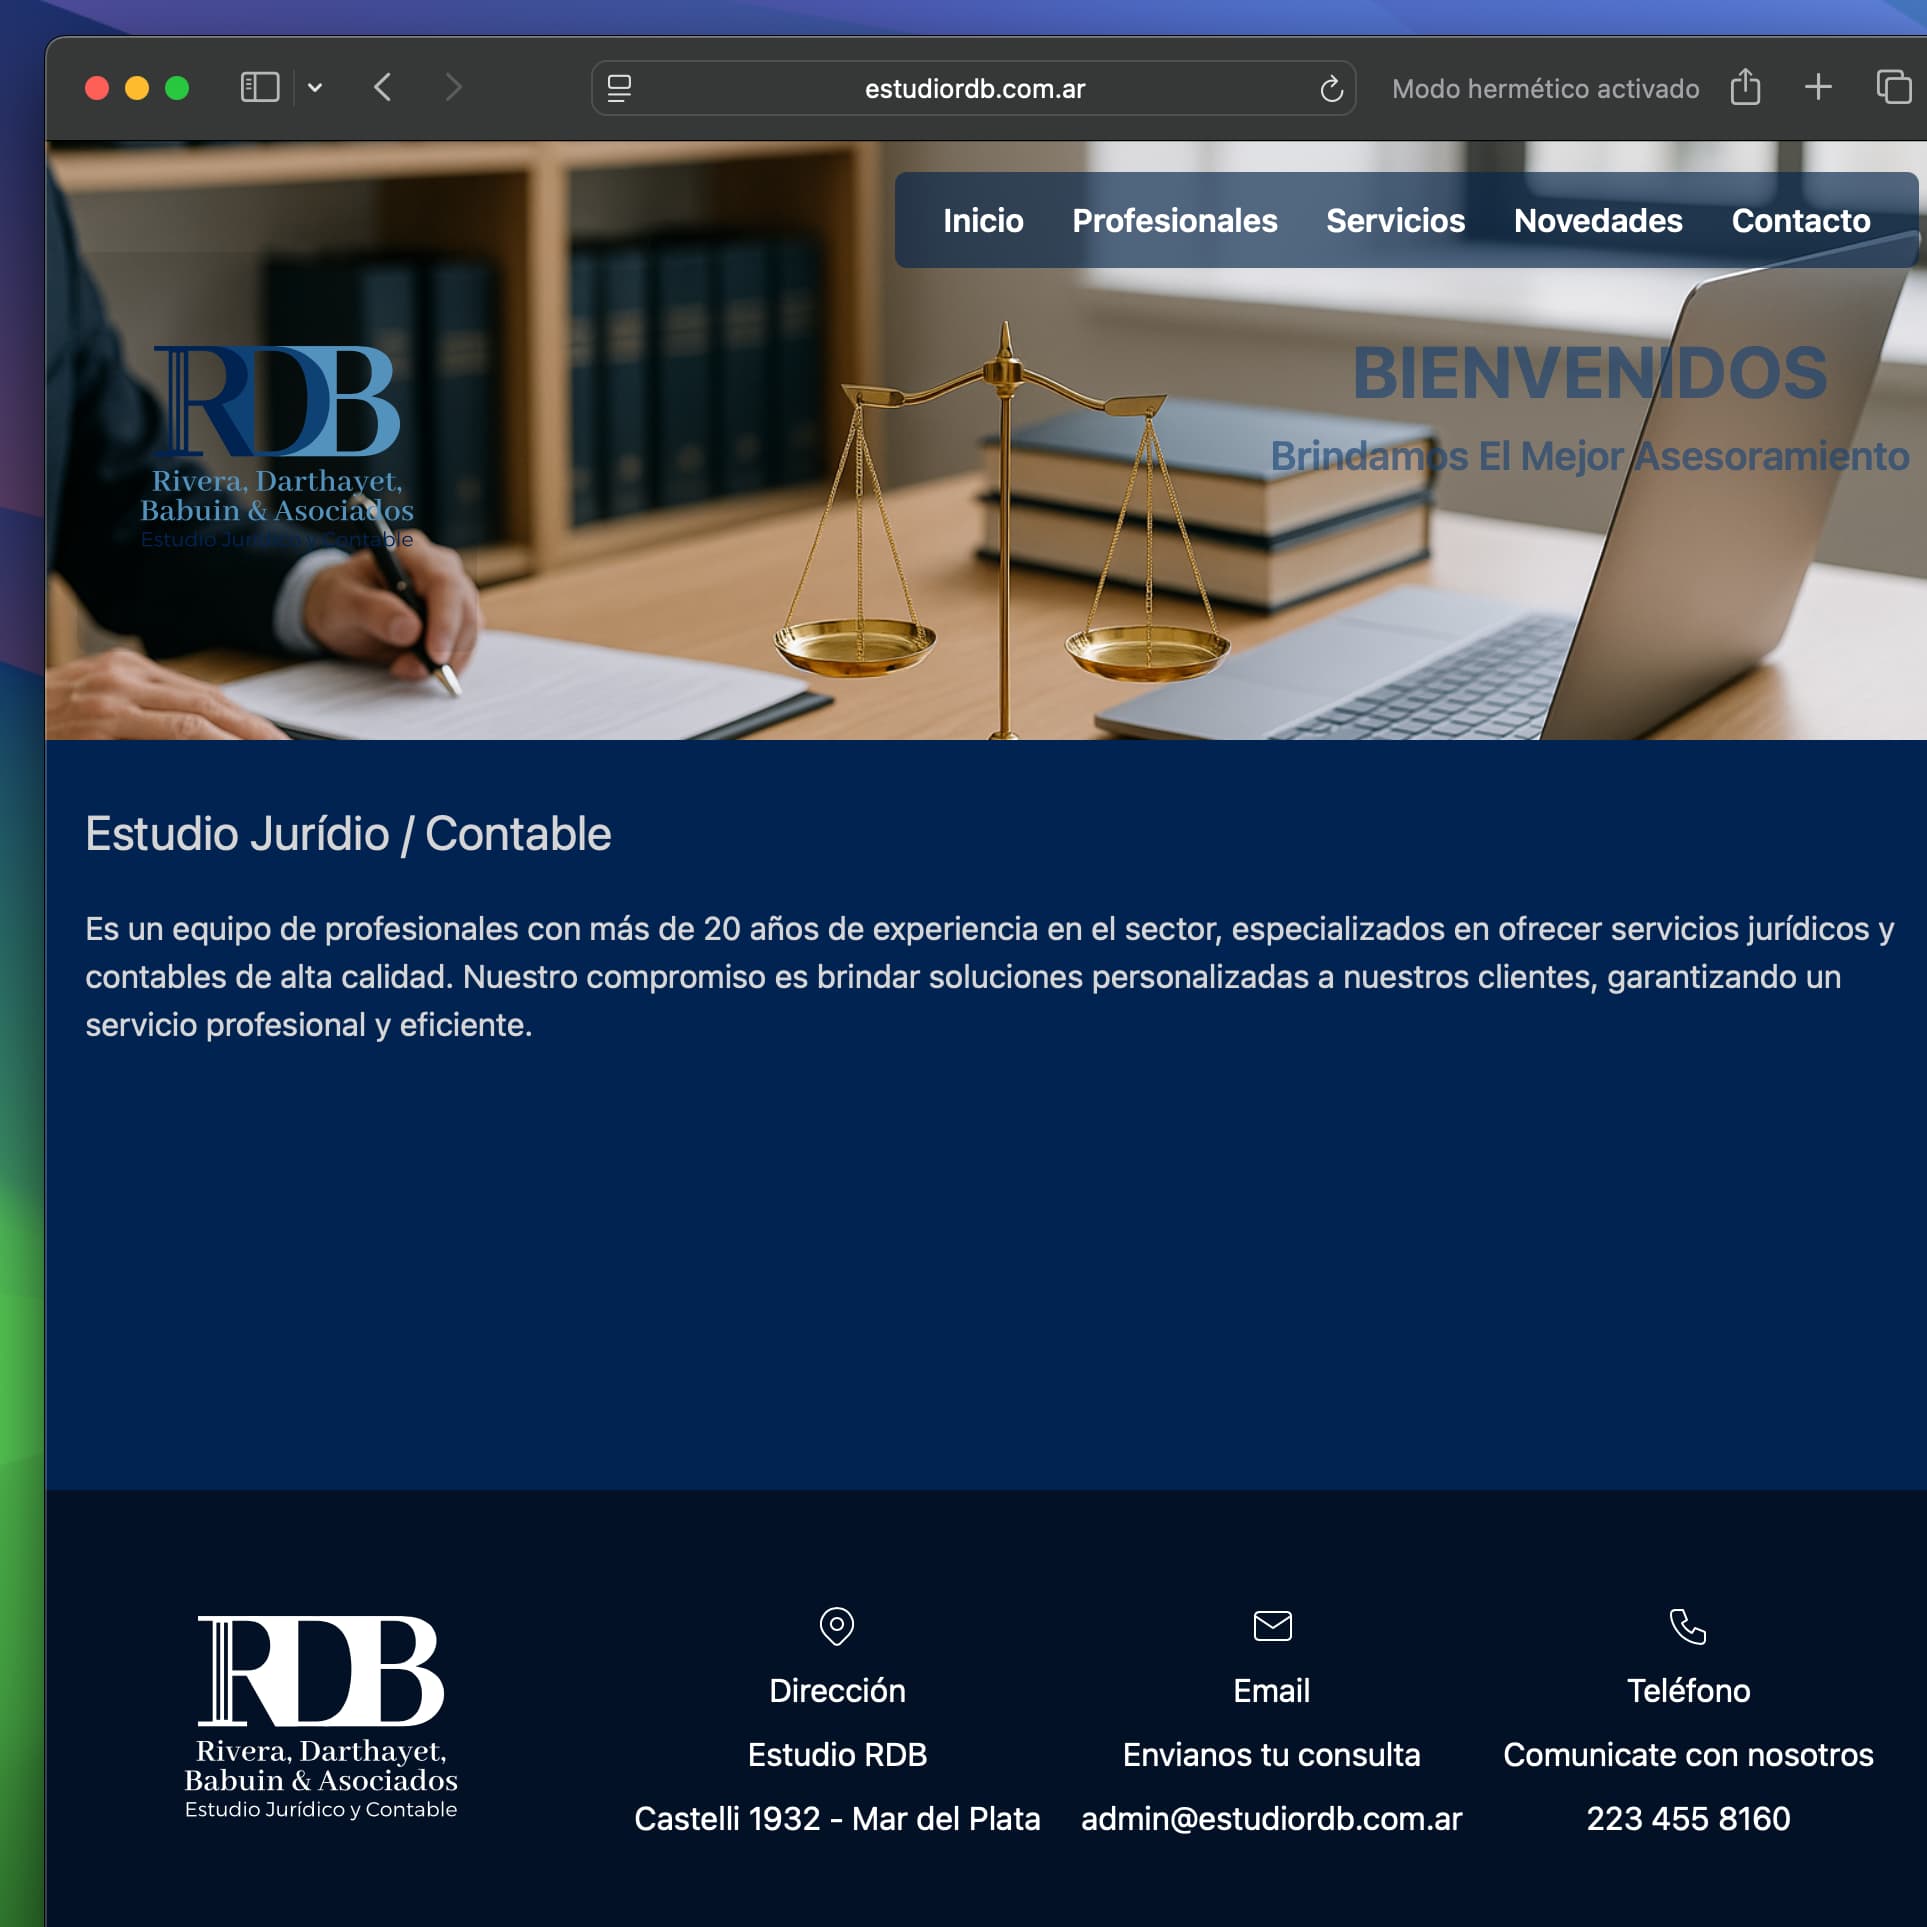 estudiordb.com.ar
Modo hermético activado
Inicio Profesionales Servicios Novedades Contacto
RDB
Rivera, Darthayet,
Babuin & Asociados
Estudio Jurídico y Contable
BIENVENIDOS
Brindamos El Mejor Asesoramiento
Estudio Jurídio / Contable
Es un equipo de profesionales con más de 20 años de experiencia en el sector, especializados en ofrecer servicios jurídicos y
contables de alta calidad. Nuestro compromiso es brindar soluciones personalizadas a nuestros clientes, garantizando un
servicio profesional y eficiente.
RDB
Rivera, Darthayet,
Babuin & Asociados
Estudio Jurídico y Contable
Dirección
Estudio RDB
Castelli 1932 - Mar del Plata
Email
Envianos tu consulta
admin@estudiordb.com.ar
Teléfono
Comunicate con nosotros
223 455 8160